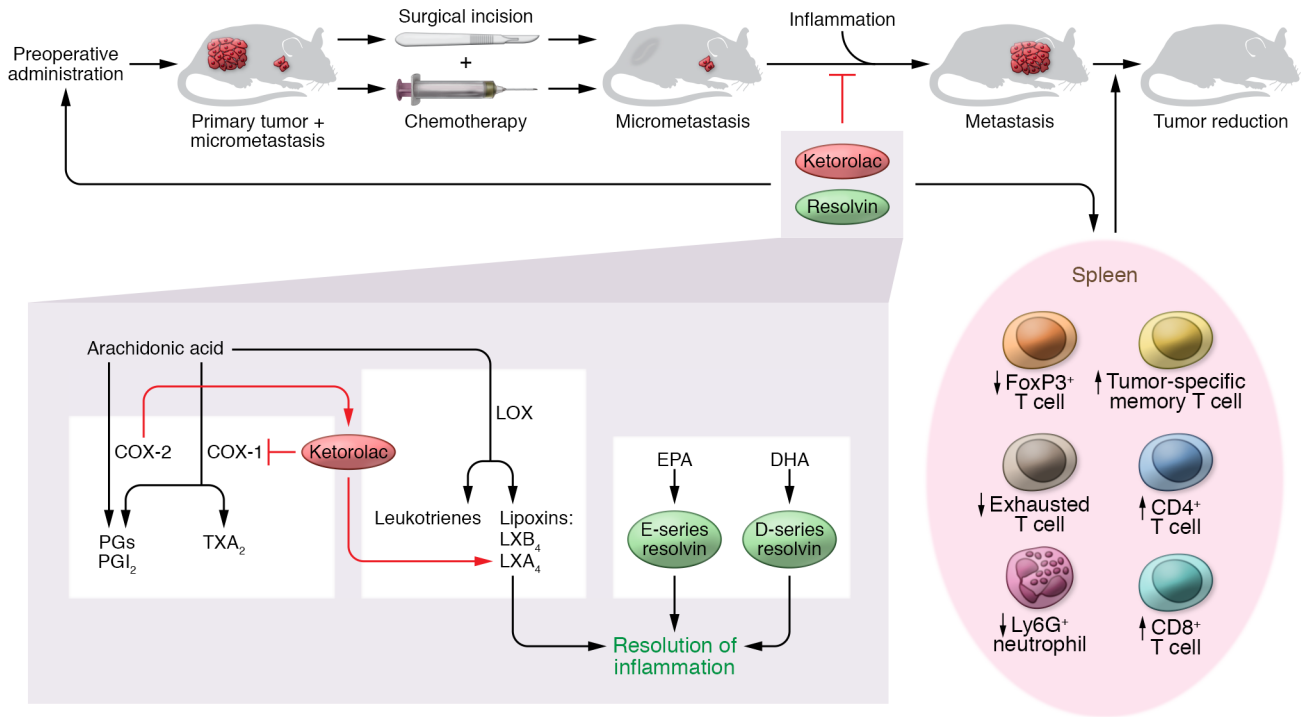 Preoperative
administration
Primary tumor +
micrometastasis
Surgical incision
+
Chemotherapy
Micrometastasis
Inflammation
Metastasis
Tumor reduction
Ketorolac
Resolvin
Arachidonic acid
COX-2
COX-1
Ketorolac
PGs
PGI2
TXA2
LOX
Leukotrienes
Lipoxins:
LXB4
LXA4
EPA
DHA
E-series
resolvin
D-series
resolvin
Resolution of
inflammation
Spleen
FoxP3+
T cell
Tumor-specific
memory T cell
Exhausted
T cell
CD4+
T cell
Ly6G+
neutrophil
CD8+
T cell